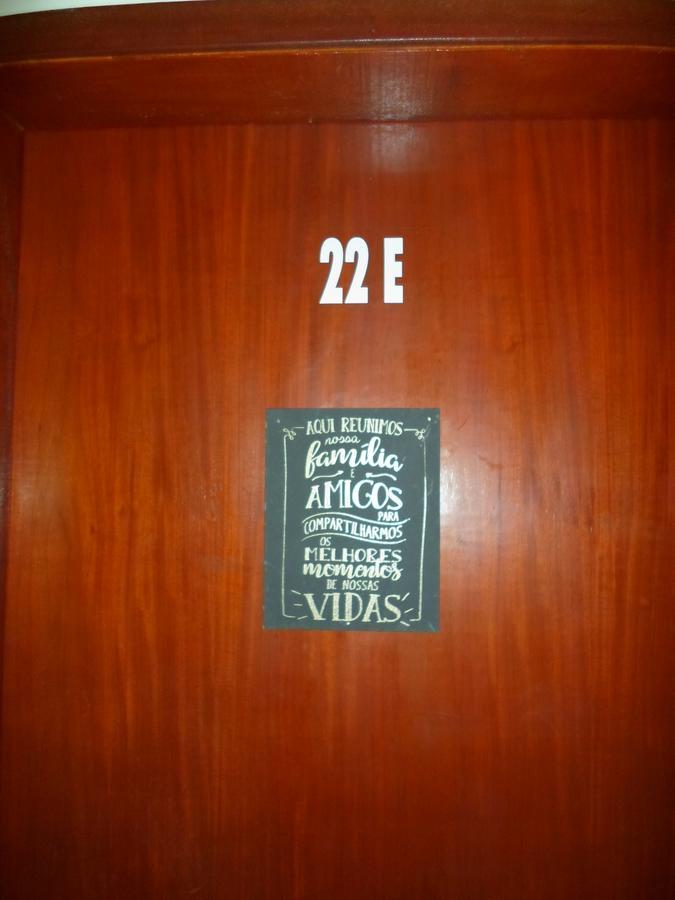 22 E
AQUI REUNIMOS
nossa
família
E
AMIGOS
PARA
COMPARTILHARMOS
OS
MELHORES
momentos
DE NOSSAS
VIDAS